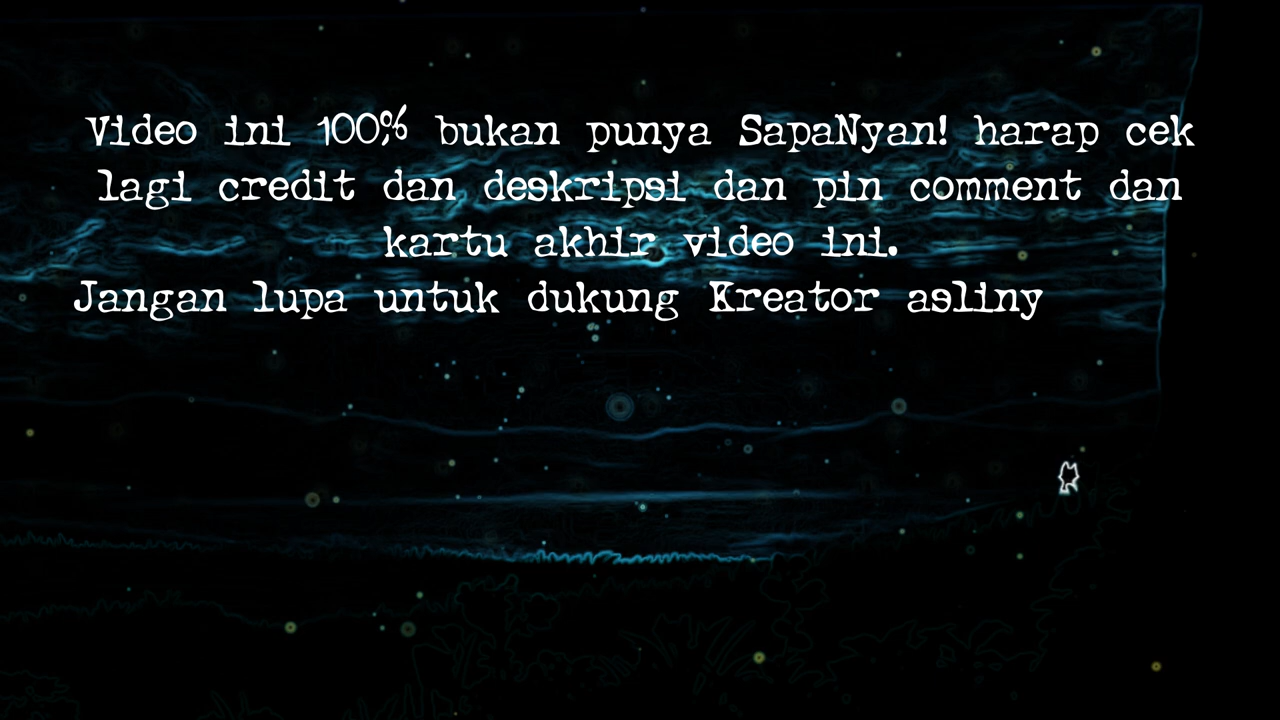 Video ini 100% bukan punya SapaNyan! harap cek
lagi credit dan deskripsi dan pin comment dan
kartu akhir video ini.
Jangan lupa untuk dukung Kreator asliny